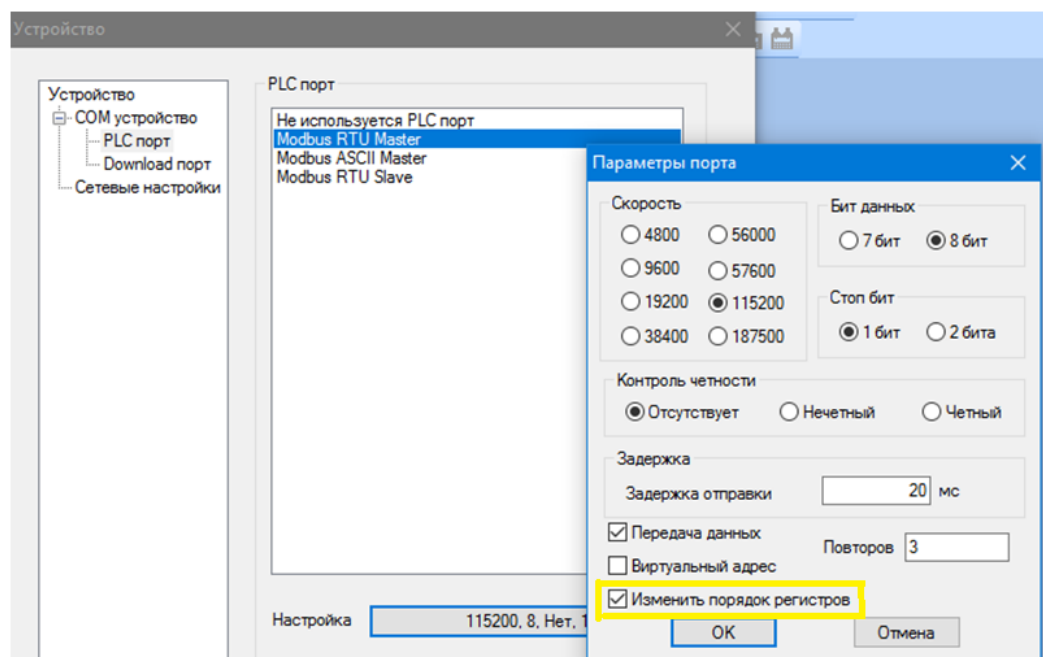 Устройство
Устройство
COM устройство
PLC порт
Download порт
Сетевые настройки
PLC порт
Не используется PLC порт
Modbus RTU Master
Modbus ASCII Master
Modbus RTU Slave
Настройка
115200, 8, Нет, 1
Параметры порта
Скорость
4800 56000
9600 57600
19200 115200
38400 187500
Бит данных
7 бит 8 бит
Стоп бит
1 бит 2 бита
Контроль четности
Отсутствует Нечетный Четный
Задержка
Задержка отправки 20 мс
Передача данных
Повторов 3
Виртуальный адрес
Изменить порядок регистров
OK Отмена